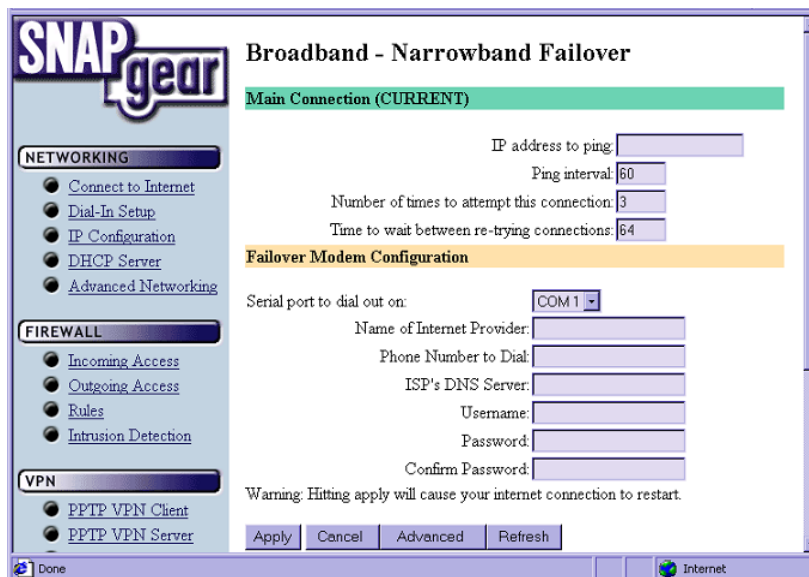 SNAP
gear
NETWORKING
Connect to Internet
Dial-In Setup
IP Configuration
DHCP Server
Advanced Networking
FIREWALL
Incoming Access
Outgoing Access
Rules
Intrusion Detection
VPN
PPTP VPN Client
PPTP VPN Server
Broadband - Narrowband Failover
Main Connection (CURRENT)
IP address to ping:
Ping interval: 60
Number of times to attempt this connection: 3
Time to wait between re-trying connections: 64
Failover Modem Configuration
Serial port to dial out on: COM 1
Name of Internet Provider:
Phone Number to Dial:
ISP's DNS Server:
Username:
Password:
Confirm Password:
Warning: Hitting apply will cause your internet connection to restart.
Apply Cancel Advanced Refresh
Done Internet